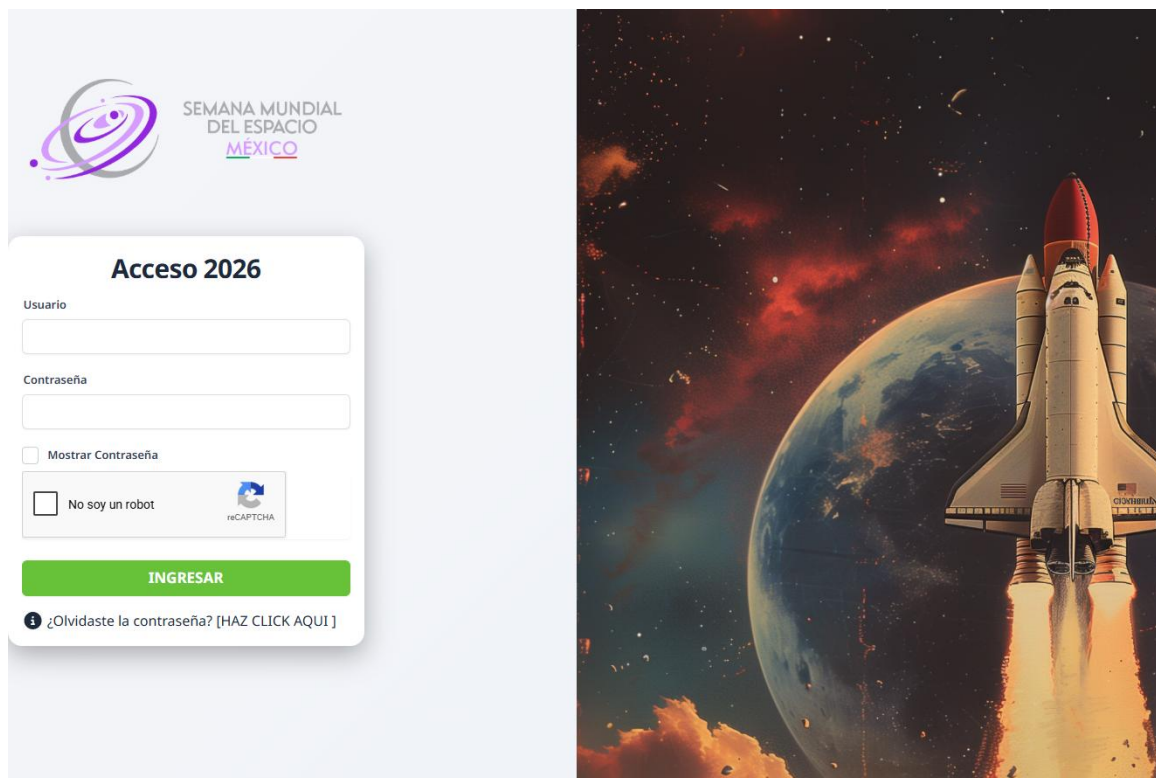 SEMANA MUNDIAL
DEL ESPACIO
MÉXICO
Acceso 2026
Usuario
Contraseña
Mostrar Contraseña
No soy un robot
reCAPTCHA
INGRESAR
¿Olvidaste la contraseña? [HAZ CLICK AQUI ]